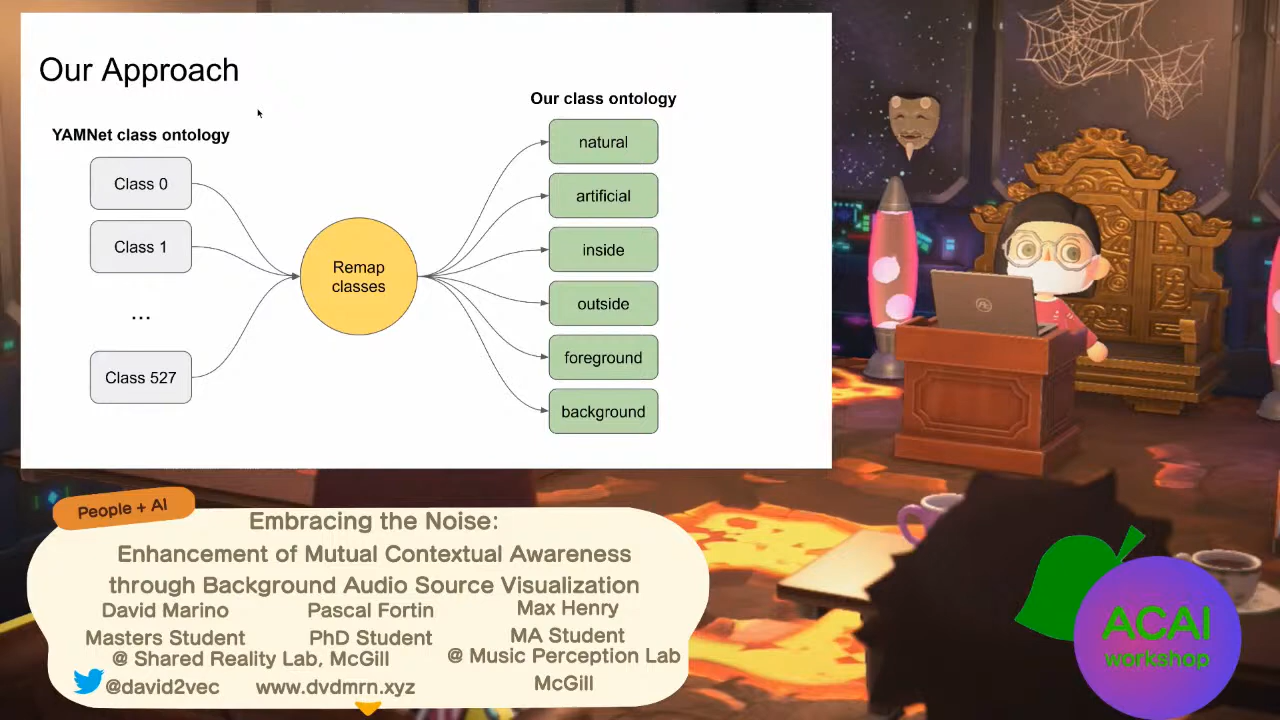 Our Approach
Our class ontology
YAMNet class ontology
natural
Class 0
artificial
Class 1
inside
Remap
classes
outside
...
foreground
Class 527
background
People + AI
Embracing the Noise:
Enhancement of Mutual Contextual Awareness
through Background Audio Source Visualization
David Marino Pascal Fortin Max Henry
Masters Student PhD Student MA Student
@ Shared Reality Lab, McGill @ Music Perception Lab
@david2vec www.dvdmrn.xyz McGill
ACAI
workshop